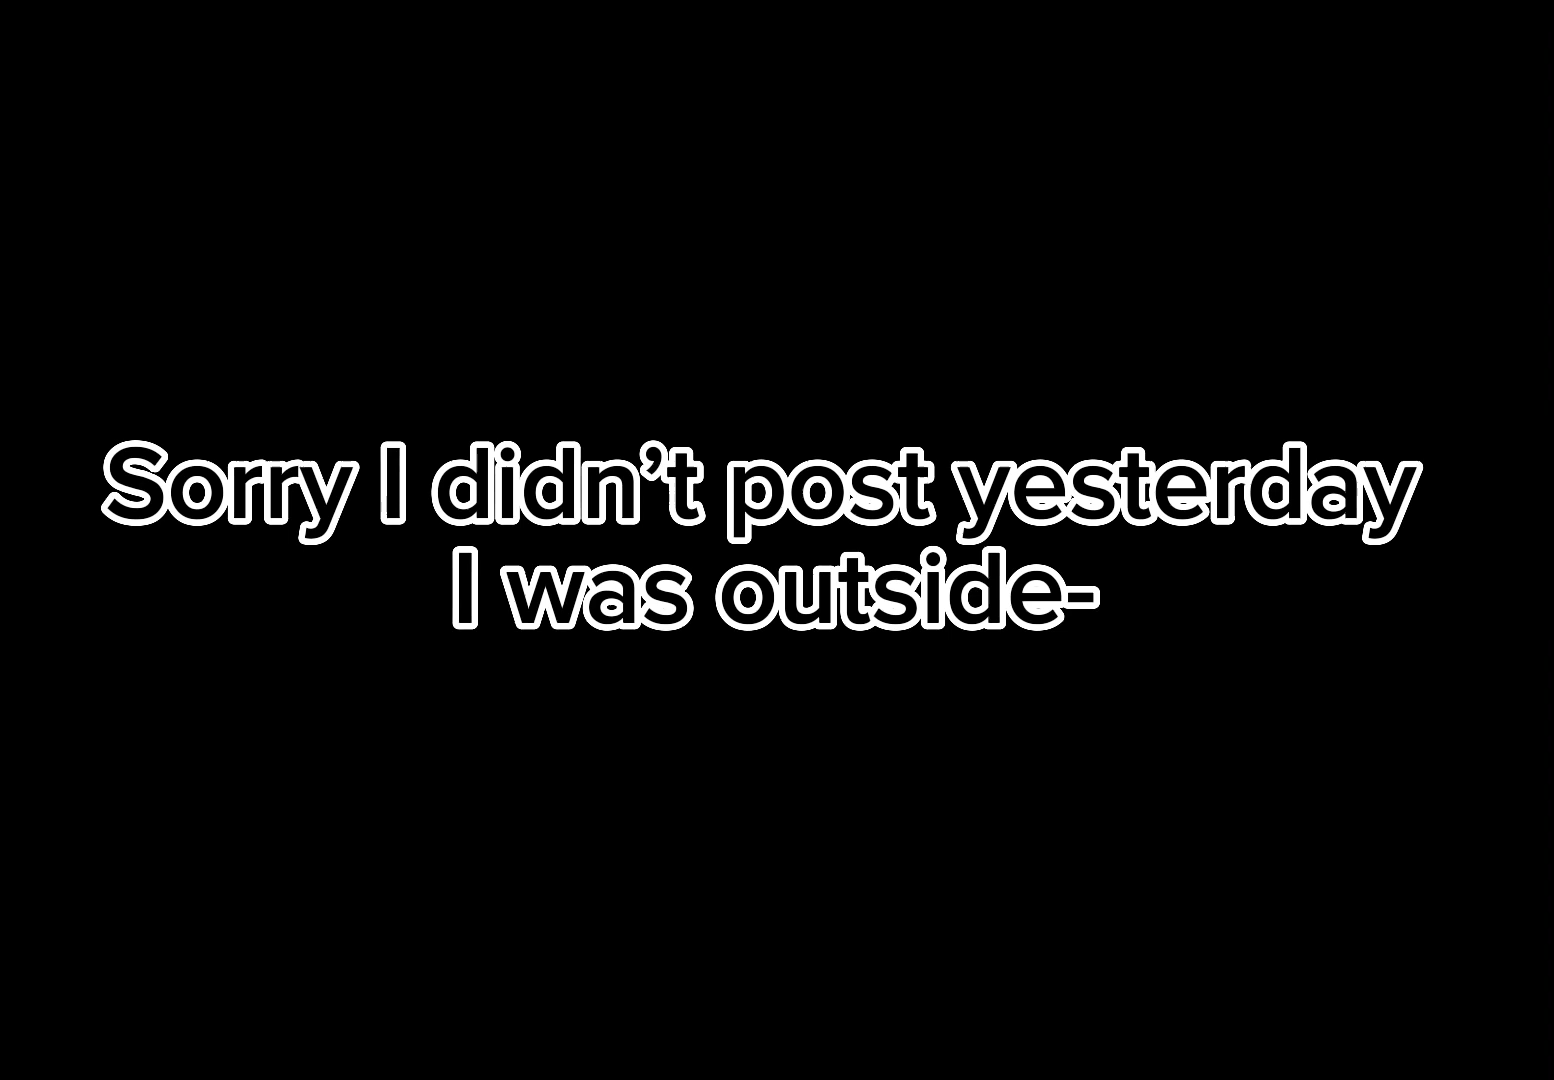 Sorry I didn’t post yesterday
I was outside-